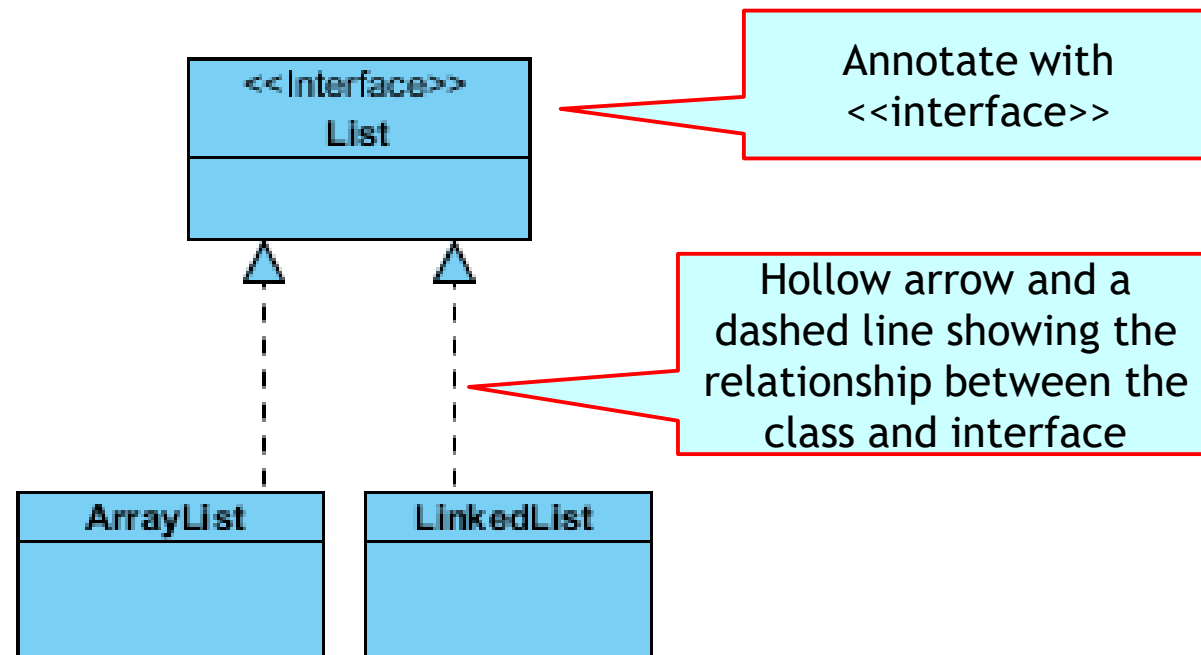 <<Interface>>
List
Annotate with
<<interface>>
Hollow arrow and a
dashed line showing the
relationship between the
class and interface
ArrayList
LinkedList